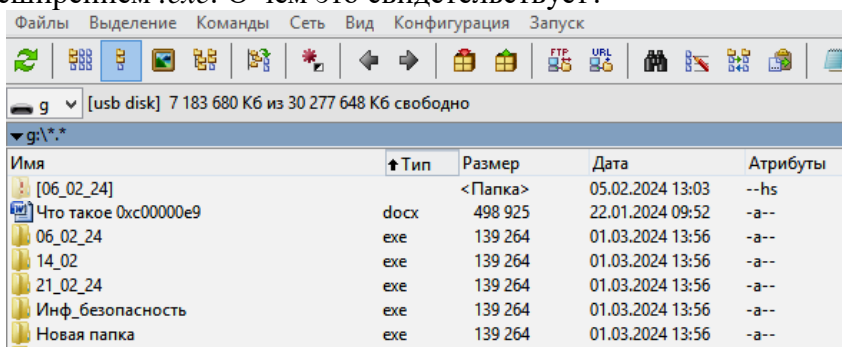 .exe. О чем это свидетельствует?
Файлы Выделение Команды Сеть Вид Конфигурация Запуск
FTP URL
g [usb disk] 7 183 680 Кб из 30 277 648 Кб свободно
g:\*.*
Имя Тип Размер Дата Атрибуты
[06_02_24] <Папка> 05.02.2024 13:03 --hs
Что такое 0xc00000e9 docx 498 925 22.01.2024 09:52 -a--
06_02_24 exe 139 264 01.03.2024 13:56 -a--
14_02 exe 139 264 01.03.2024 13:56 -a--
21_02_24 exe 139 264 01.03.2024 13:56 -a--
Инф_безопасность exe 139 264 01.03.2024 13:56 -a--
Новая папка exe 139 264 01.03.2024 13:56 -a--